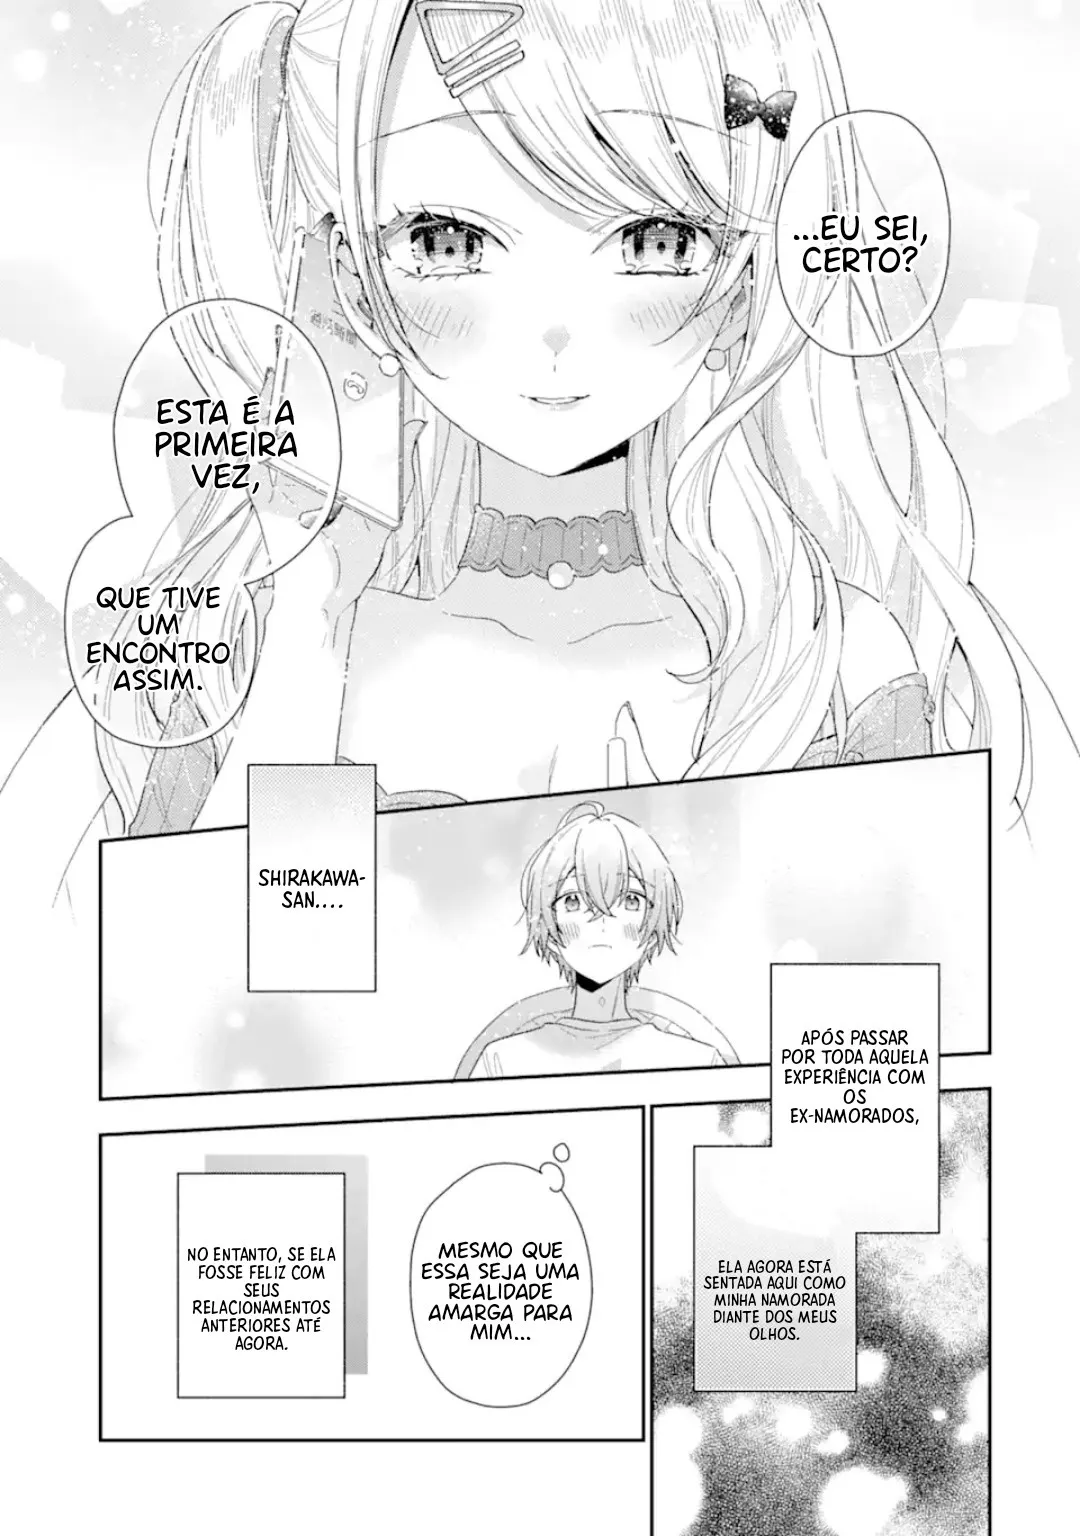 ...EU SEI,
CERTO?
ESTA É A
PRIMEIRA
VEZ,
QUE TIVE
UM
ENCONTRO
ASSIM.
SHIRAKAWA-
SAN....
APÓS PASSAR
POR TODA AQUELA
EXPERIÊNCIA COM
OS
EX-NAMORADOS,
ELA AGORA ESTÁ
SENTADA AQUI COMO
MINHA NAMORADA
DIANTE DOS MEUS
OLHOS.
MESMO QUE
ESSA SEJA UMA
REALIDADE
AMARGA PARA
MIM...
NO ENTANTO, SE ELA
FOSSE FELIZ COM
SEUS
RELACIONAMENTOS
ANTERIORES ATÉ
AGORA.